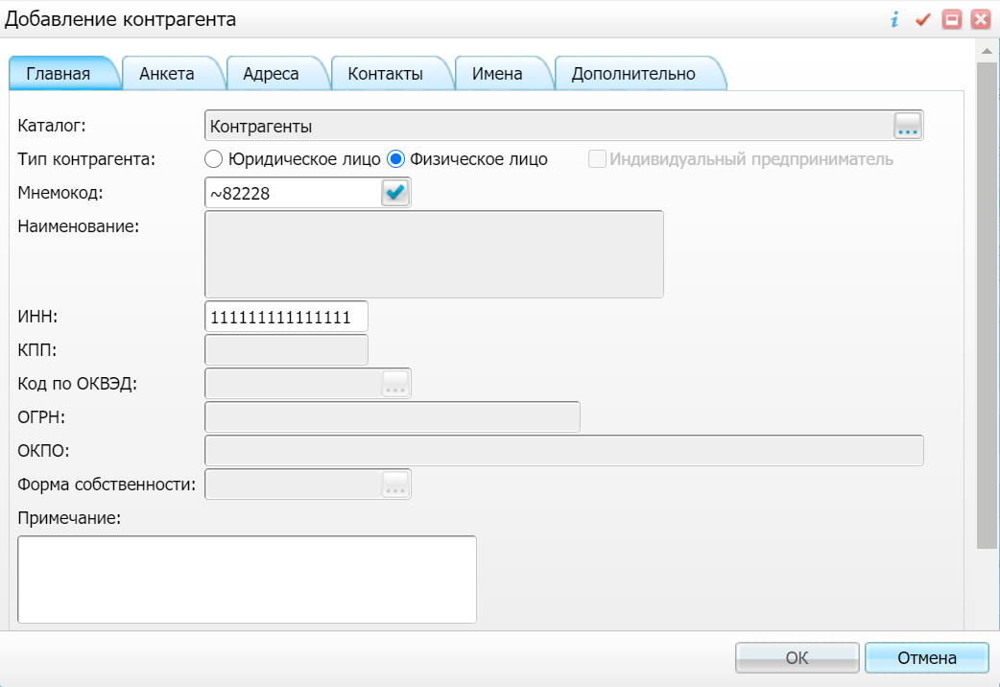 Добавление контрагента
Главная Анкета Адреса Контакты Имена Дополнительно
Каталог: Контрагенты ...
Тип контрагента: Юридическое лицо Физическое лицо Индивидуальный предприниматель
Мнемокод: ~82228
Наименование:
ИНН: 111111111111111
КПП:
Код по ОКВЭД: ...
ОГРН:
ОКПО:
Форма собственности: ...
Примечание:
ОК Отмена